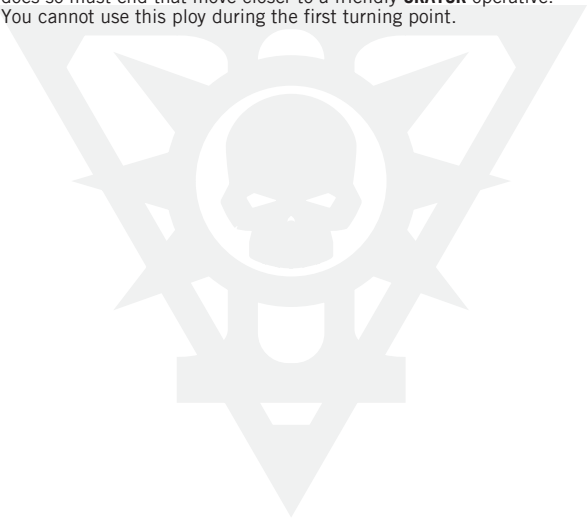 does so must end that move closer to a friendly ORATOR operative.
You cannot use this ploy during the first turning point.